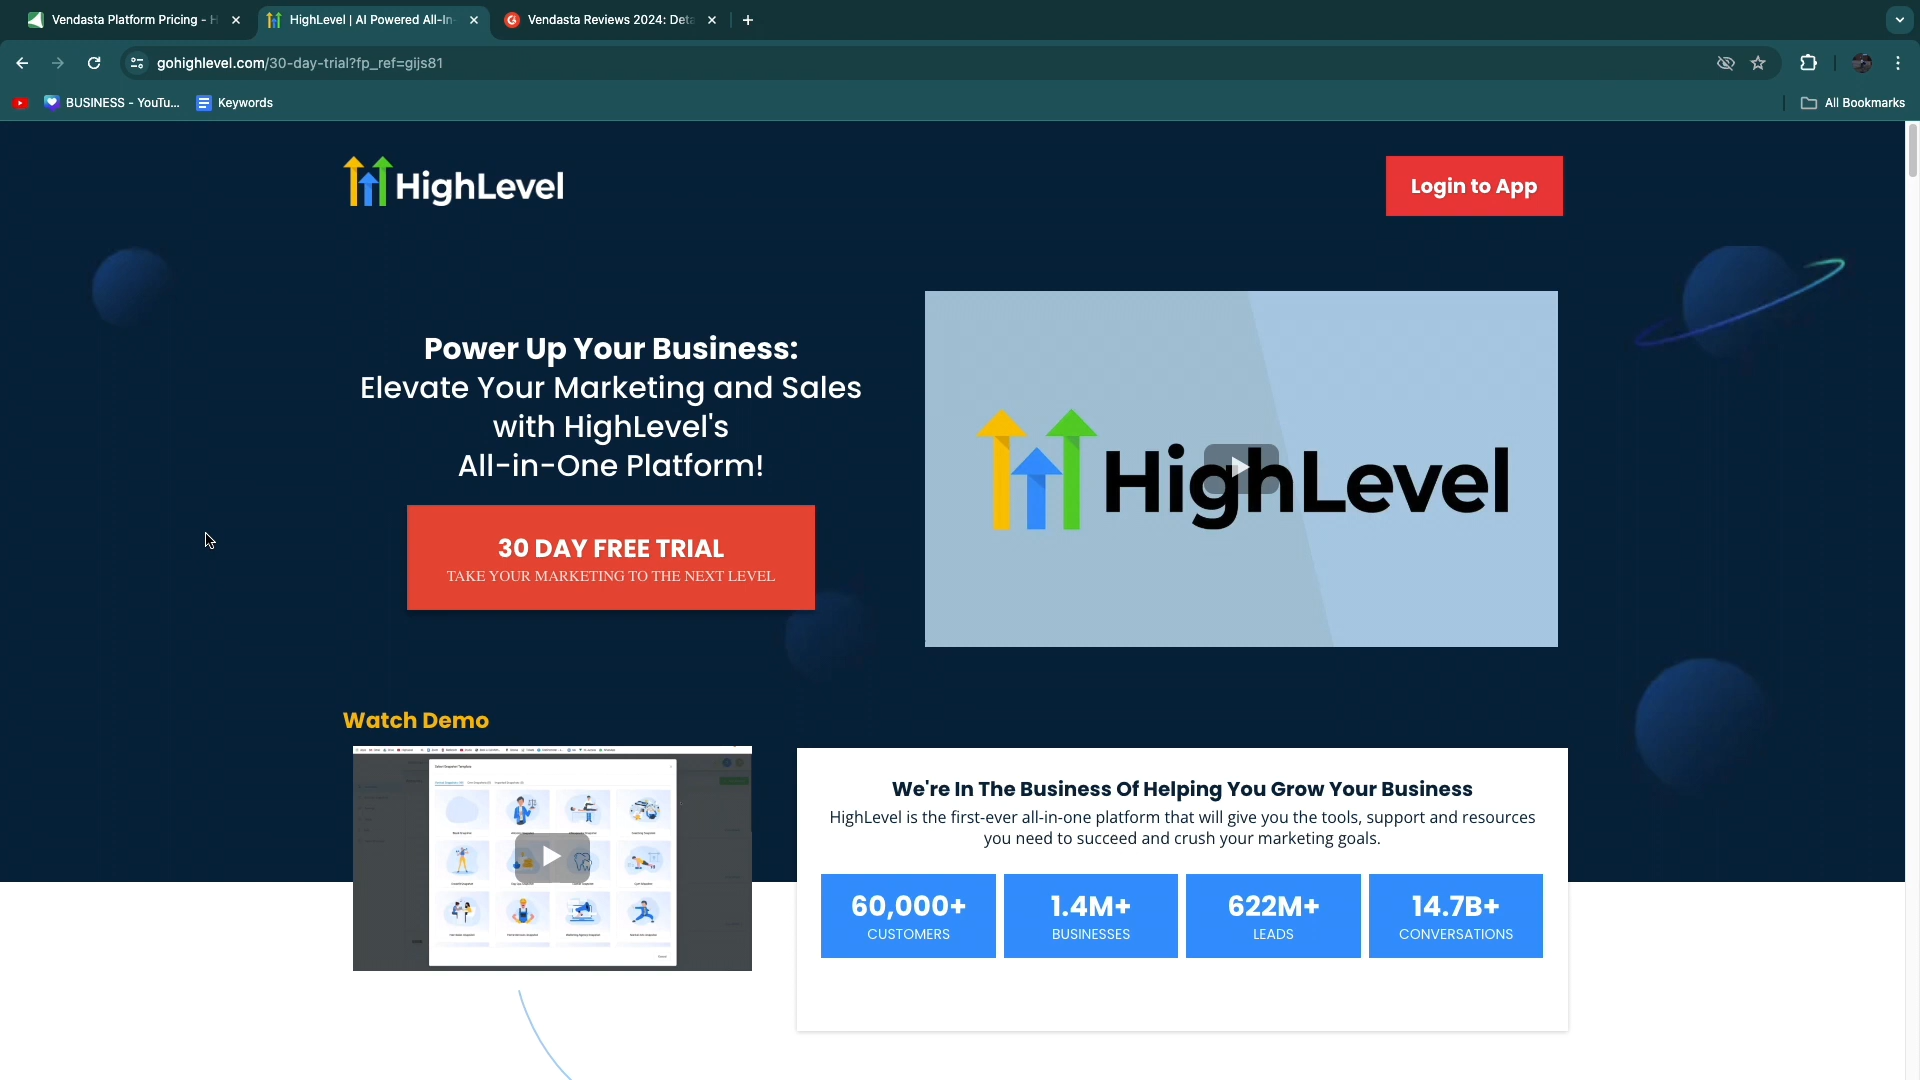 Vendasta Platform Pricing - H
HighLevel | AI Powered All-In-
Vendasta Reviews 2024: Deta
gohighlevel.com/30-day-trial?fp_ref=gijs81
BUSINESS - YouTu...
Keywords
All Bookmarks
HighLevel
Login to App
Power Up Your Business:
Elevate Your Marketing and Sales
with HighLevel's
All-in-One Platform!
30 DAY FREE TRIAL
TAKE YOUR MARKETING TO THE NEXT LEVEL
HighLevel
Watch Demo
We're In The Business Of Helping You Grow Your Business
HighLevel is the first-ever all-in-one platform that will give you the tools, support and resources
you need to succeed and crush your marketing goals.
60,000+
CUSTOMERS
1.4M+
BUSINESSES
622M+
LEADS
14.7B+
CONVERSATIONS